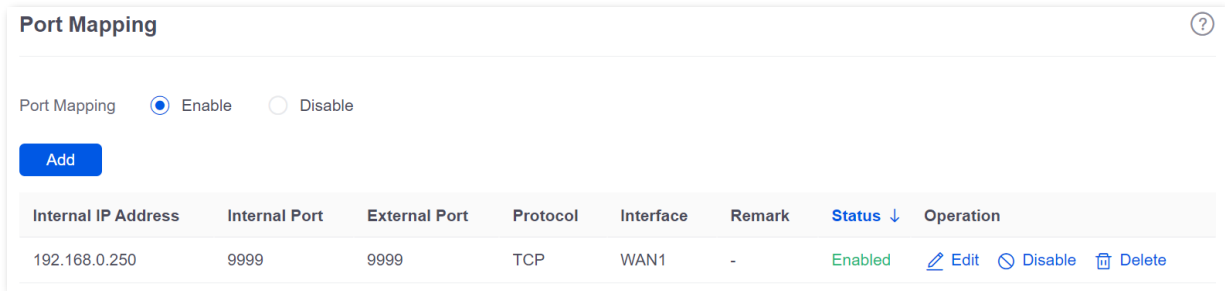 Port Mapping
Port Mapping Enable Disable
Add
Internal IP Address Internal Port External Port Protocol Interface Remark Status ↓ Operation
192.168.0.250 9999 9999 TCP WAN1 - Enabled Edit Disable Delete